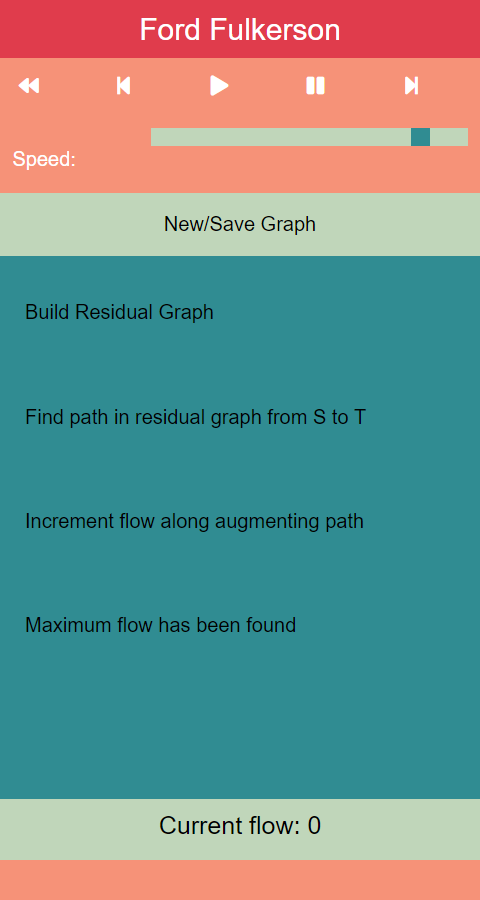 Ford Fulkerson
Speed:
New/Save Graph
Build Residual Graph
Find path in residual graph from S to T
Increment flow along augmenting path
Maximum flow has been found
Current flow: 0